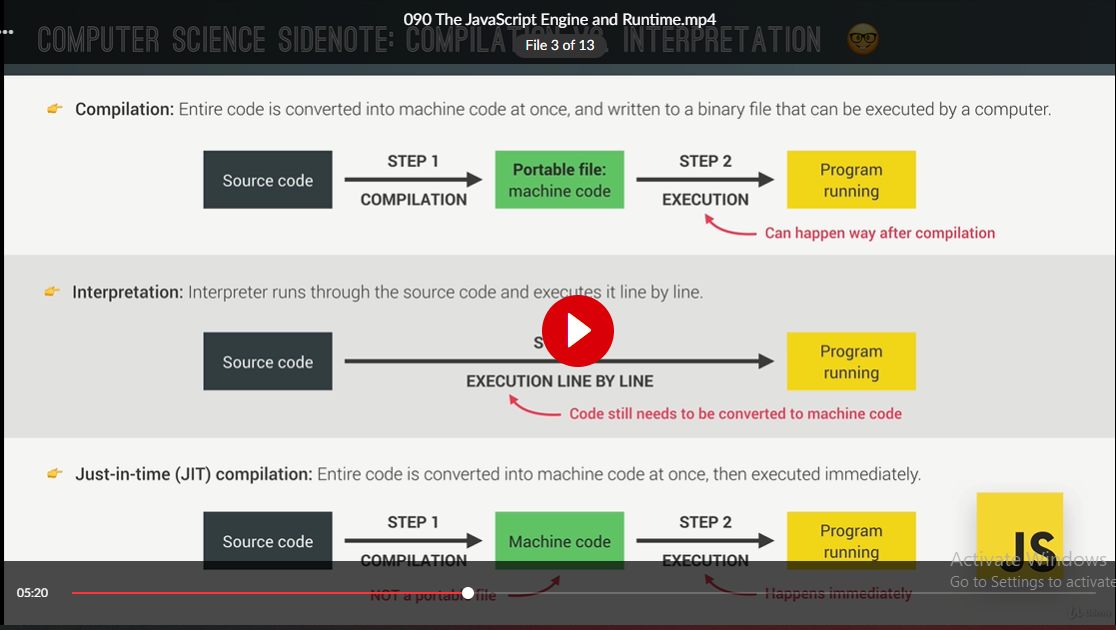 090 The JavaScript Engine and Runtime.mp4
COMPUTER SCIENCE SIDENOTE: COMPILATION VS. INTERPRETATION
File 3 of 13
Compilation: Entire code is converted into machine code at once, and written to a binary file that can be executed by a computer.
Source code
STEP 1
COMPILATION
Portable file:
machine code
STEP 2
EXECUTION
Program
running
Can happen way after compilation
Interpretation: Interpreter runs through the source code and executes it line by line.
Source code
EXECUTION LINE BY LINE
Program
running
Code still needs to be converted to machine code
Just-in-time (JIT) compilation: Entire code is converted into machine code at once, then executed immediately.
Source code
STEP 1
COMPILATION
Machine code
STEP 2
EXECUTION
Program
running
NOT a portable file
Happens immediately
JS
Activate Windows
Go to Settings to activate
05:20